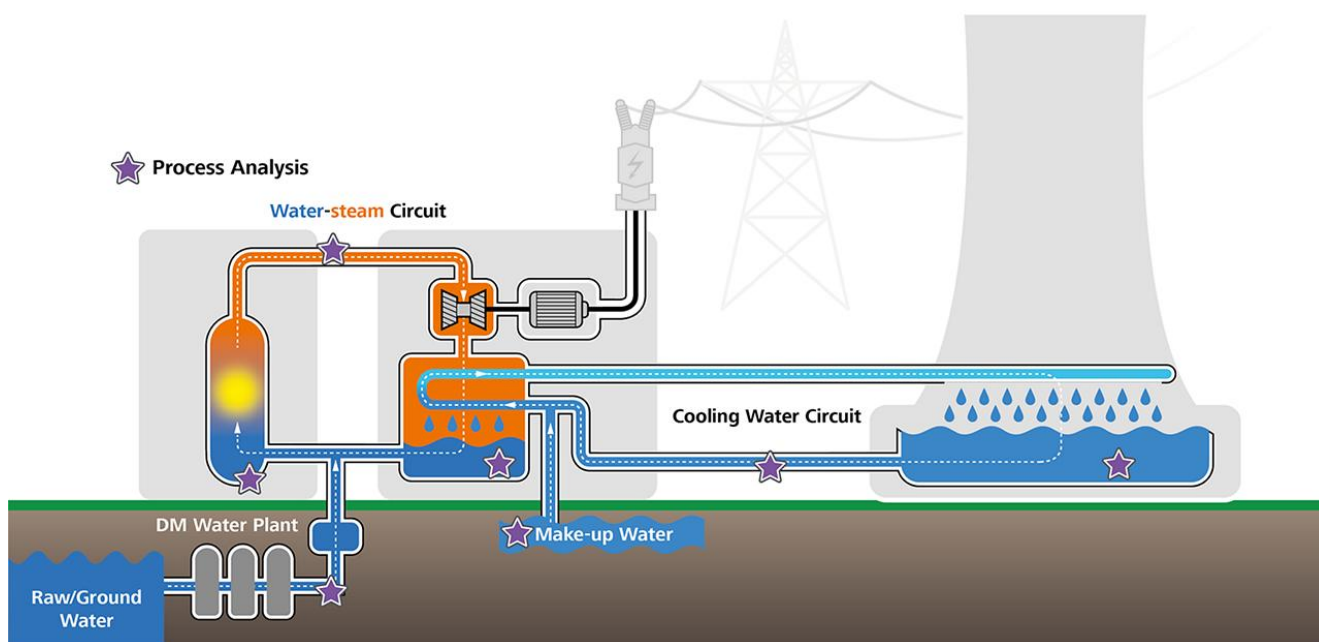 Process Analysis
Water-steam Circuit
Cooling Water Circuit
DM Water Plant
Make-up Water
Raw/Ground
Water